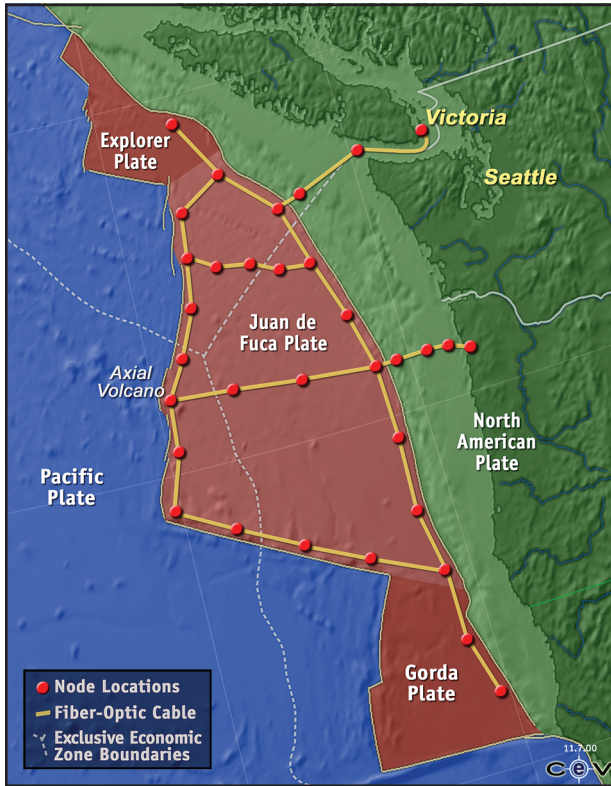 Victoria
Explorer
Plate
Seattle
Juan de
Fuca Plate
Axial
Volcano
North
American
Plate
Pacific
Plate
Gorda
Plate
Node Locations
Fiber-Optic Cable
Exclusive Economic
Zone Boundaries
11.7.00
CeV